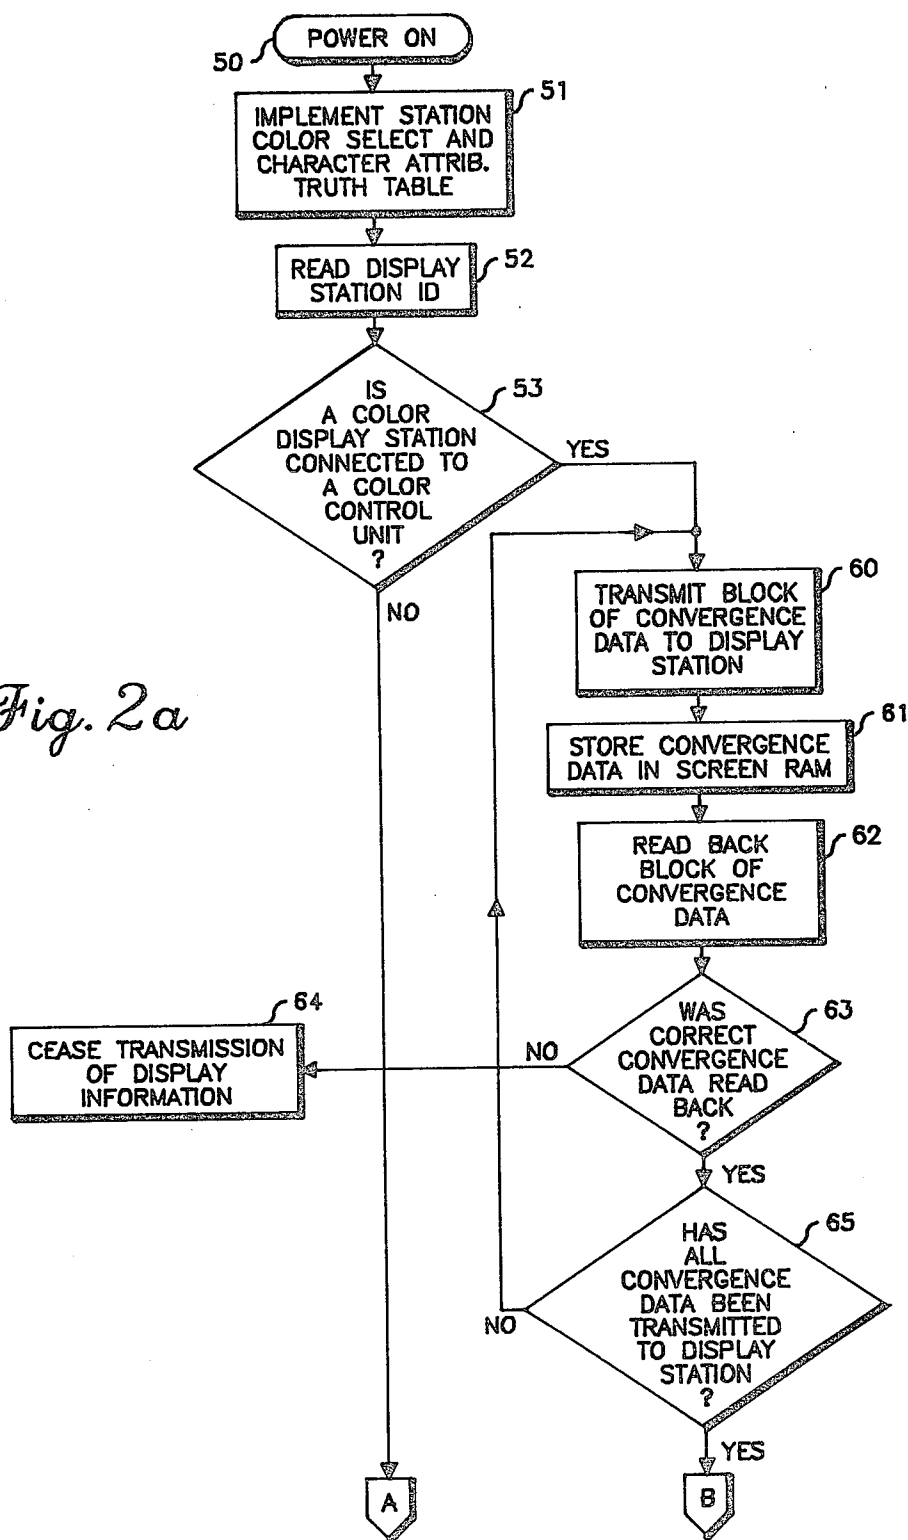 POWER ON
50
51
IMPLEMENT STATION
COLOR SELECT AND
CHARACTER ATTRIB.
TRUTH TABLE
52
READ DISPLAY
STATION ID
53
IS
A COLOR
DISPLAY STATION
CONNECTED TO
A COLOR
CONTROL
UNIT
?
YES
NO
60
TRANSMIT BLOCK
OF CONVERGENCE
DATA TO DISPLAY
STATION
Fig. 2a
61
STORE CONVERGENCE
DATA IN SCREEN RAM
62
READ BACK
BLOCK OF
CONVERGENCE
DATA
64
CEASE TRANSMISSION
OF DISPLAY
INFORMATION
63
WAS
CORRECT
CONVERGENCE
DATA READ
BACK
?
NO
YES
65
HAS
ALL
CONVERGENCE
DATA BEEN
TRANSMITTED
TO DISPLAY
STATION
?
NO
YES
A
B